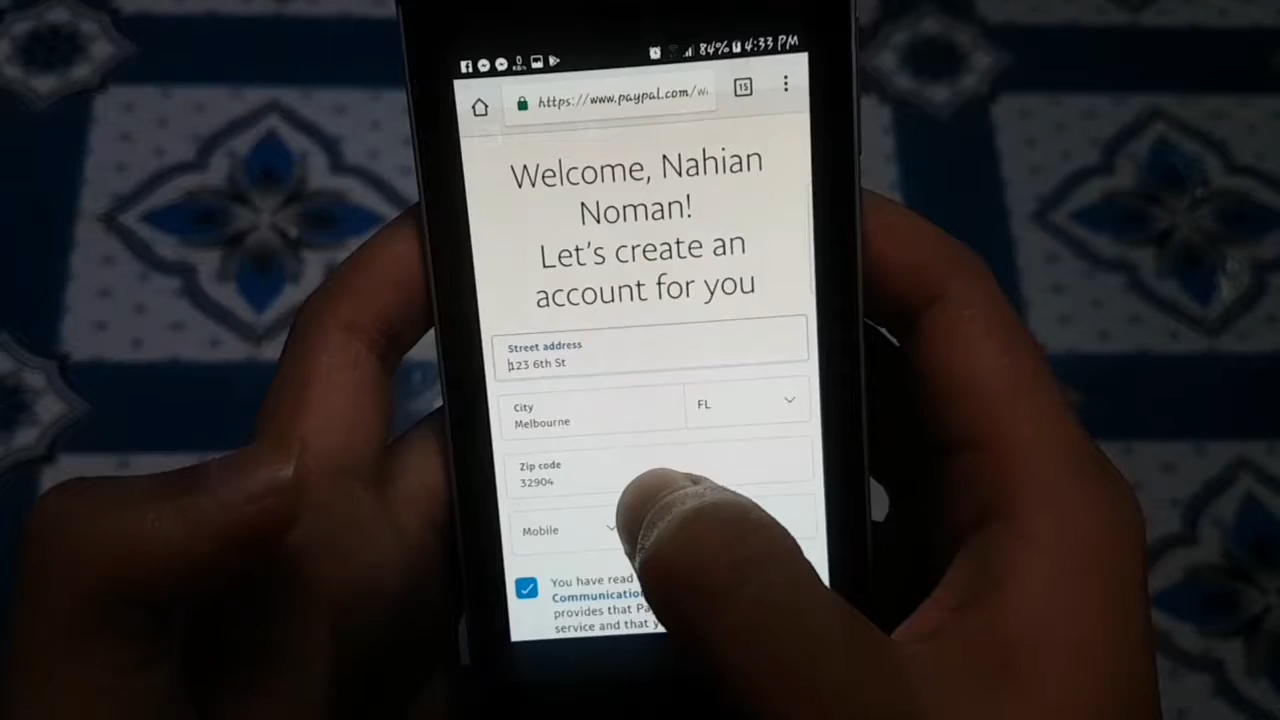 84% 4:33 PM
https://www.paypal.com/w
15
Welcome, Nahian
Noman!
Let's create an
account for you
Street address
123 6th St
City
Melbourne
FL
Zip code
32904
Mobile
You have read
Communication
provides that Pa
service and that y